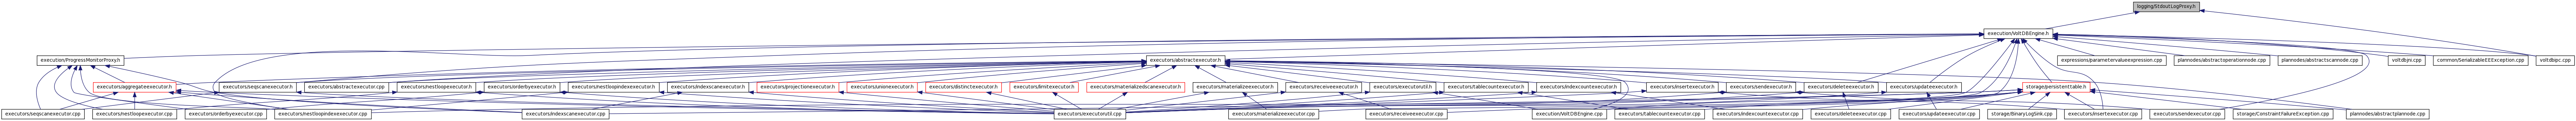 logging/StdoutLogProxy.h
execution/VoltDBEngine.h
execution/ProgressMonitorProxy.h
executors/abstractexecutor.h
expressions/parametervalueexpression.cpp
plannodes/abstractoperationnode.cpp
plannodes/abstractscannode.cpp
voltdbjni.cpp
common/SerializableEEException.cpp
voltdbipc.cpp
executors/aggregateexecutor.h
executors/seqscanexecutor.h
executors/abstractexecutor.cpp
executors/nestloopexecutor.h
executors/orderbyexecutor.h
executors/nestloopindexexecutor.h
executors/indexscanexecutor.h
executors/projectionexecutor.h
executors/unionexecutor.h
executors/distinctexecutor.h
executors/limitexecutor.h
executors/materializedscanexecutor.h
executors/materializeexecutor.h
executors/receiveexecutor.h
executors/executorutil.h
executors/tablecountexecutor.h
executors/indexcountexecutor.h
executors/insertexecutor.h
executors/sendexecutor.h
executors/deleteexecutor.h
executors/updateexecutor.h
storage/persistenttable.h
executors/seqscanexecutor.cpp
executors/nestloopexecutor.cpp
executors/orderbyexecutor.cpp
executors/nestloopindexexecutor.cpp
executors/indexscanexecutor.cpp
executors/executorutil.cpp
executors/materializeexecutor.cpp
executors/receiveexecutor.cpp
execution/VoltDBEngine.cpp
executors/tablecountexecutor.cpp
executors/indexcountexecutor.cpp
executors/deleteexecutor.cpp
executors/updateexecutor.cpp
storage/BinaryLogSink.cpp
executors/insertexecutor.cpp
executors/sendexecutor.cpp
storage/ConstraintFailureException.cpp
plannodes/abstractplannode.cpp